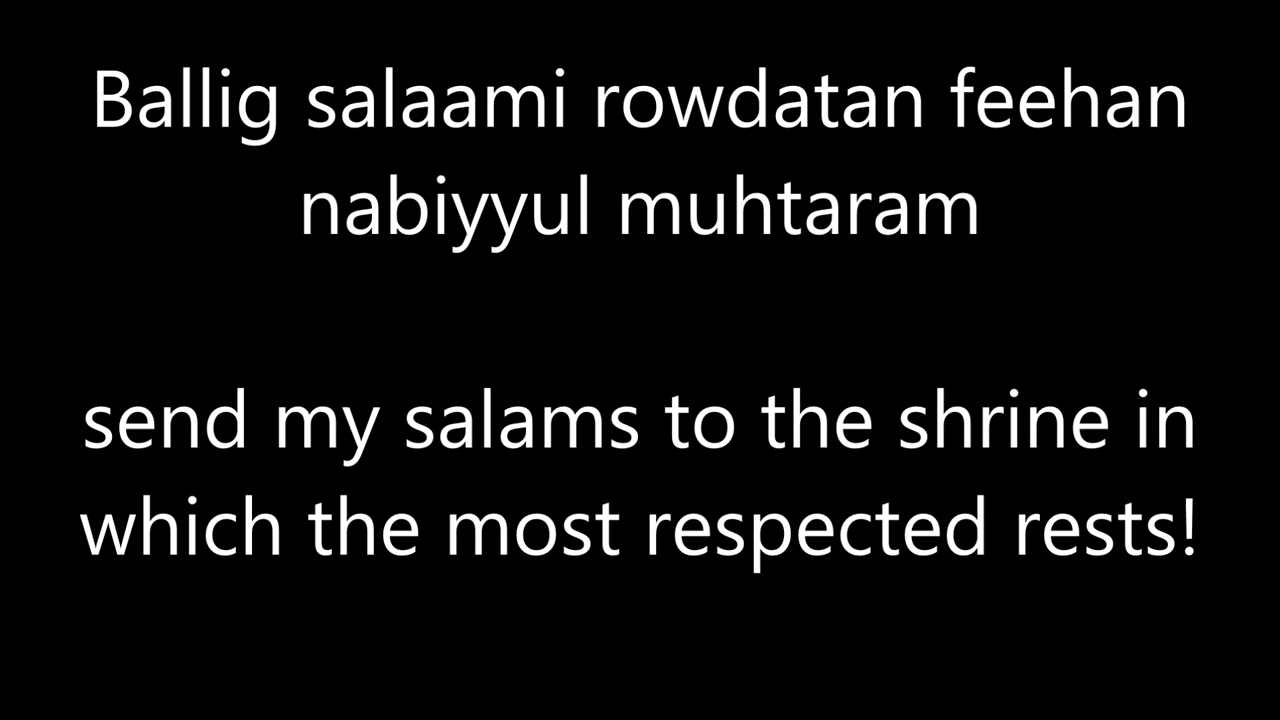 Ballig salaami rowdatan feehan
nabiyyul muhtaram
send my salams to the shrine in
which the most respected rests!